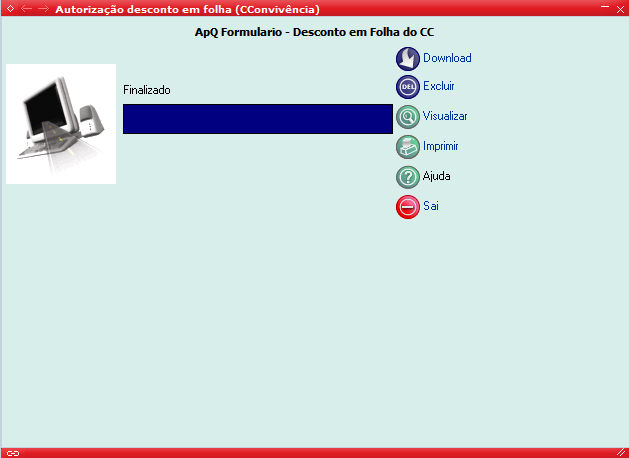 Autorização desconto em folha (CConvivência)
ApQ Formulario - Desconto em Folha do CC
Download
Finalizado
DEL Excluir
Visualizar
Imprimir
? Ajuda
Sai